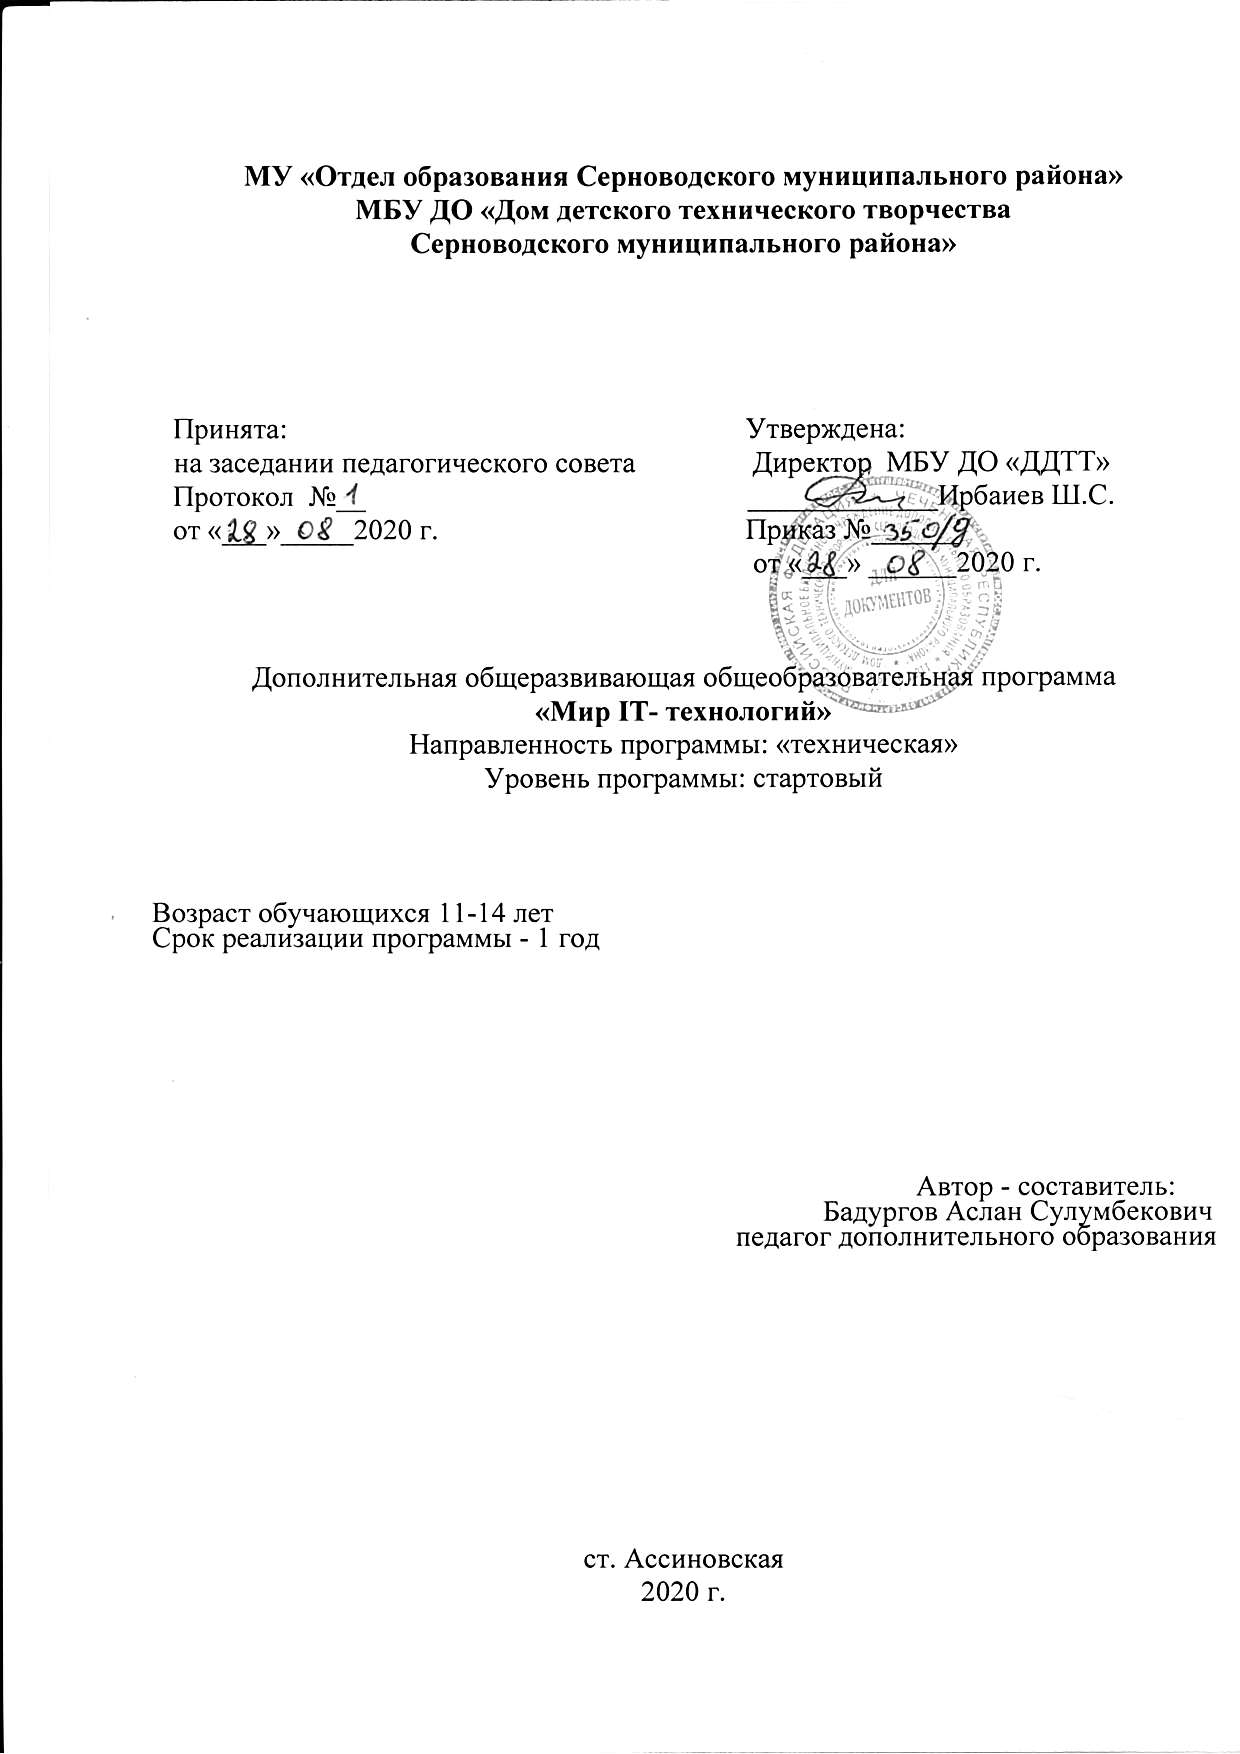 МУ «Отдел образования Серноводского муниципального района»
МБУ ДО «Дом детского технического творчества
Серноводского муниципального района»
Принята:
на заседании педагогического совета
Протокол №1
от «28» 08 2020 г.
Утверждена:
Директор МБУ ДО «ДДТТ»
Ирбаиев Ш.С.
Приказ № 350/д
от «28» 08 2020 г.
ДЛЯ
ДОКУМЕНТОВ
Дополнительная общеразвивающая общеобразовательная программа
«Мир IT- технологий»
Направленность программы: «техническая»
Уровень программы: стартовый
Возраст обучающихся 11-14 лет
Срок реализации программы - 1 год
Автор - составитель:
Бадургов Аслан Сулумбекович
педагог дополнительного образования
ст. Ассиновская
2020 г.